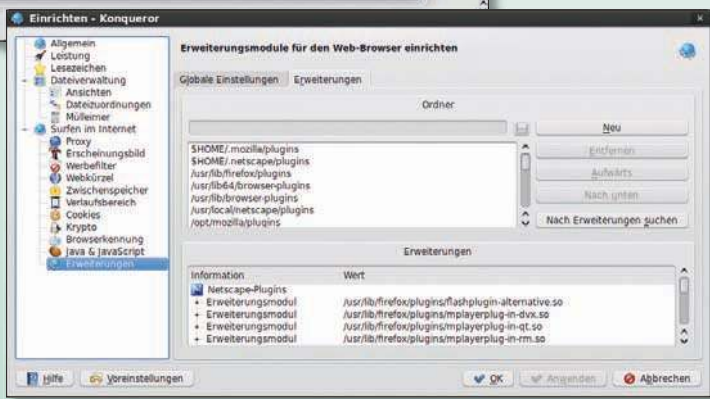 Einrichten - Konqueror
Allgemein
Leistung
Lesezeichen
Dateiverwaltung
Ansichten
Dateizuordnungen
Mülleimer
Surfen im Internet
Proxy
Erscheinungsbild
Werbefilter
Webkürzel
Zwischenspeicher
Verlaufsbereich
Cookies
Krypto
Browserkennung
Java & JavaScript
Erweiterungen
Erweiterungsmodule für den Web-Browser einrichten
Globale Einstellungen Erweiterungen
Ordner
Neu
Entfernen
Aufwärts
Nach unten
Nach Erweiterungen suchen
$HOME/.mozilla/plugins
$HOME/.netscape/plugins
/usr/lib/firefox/plugins
/usr/lib64/browser-plugins
/usr/lib/browser-plugins
/usr/local/netscape/plugins
/opt/mozilla/plugins
Erweiterungen
Information Wert
Netscape-Plugins
+ Erweiterungsmodul /usr/lib/firefox/plugins/flashplugin-alternative.so
+ Erweiterungsmodul /usr/lib/firefox/plugins/mplayerplug-in-dvx.so
+ Erweiterungsmodul /usr/lib/firefox/plugins/mplayerplug-in-qt.so
+ Erweiterungsmodul /usr/lib/firefox/plugins/mplayerplug-in-rm.so
Hilfe Voreinstellungen OK Anwenden Abbrechen